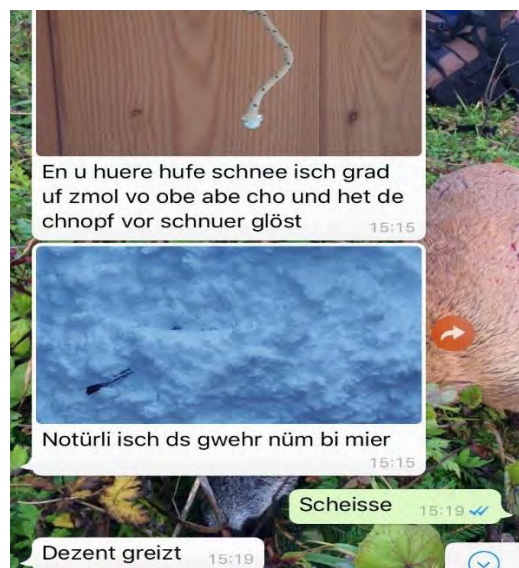 En u huere hufe schnee isch grad
uf zmol vo obe abe cho und het de
chnopf vor schnuer glöst
15:15
Notürli isch ds gwehr nüm bi mier
15:15
Scheisse 15:19
Dezent greizt 15:19